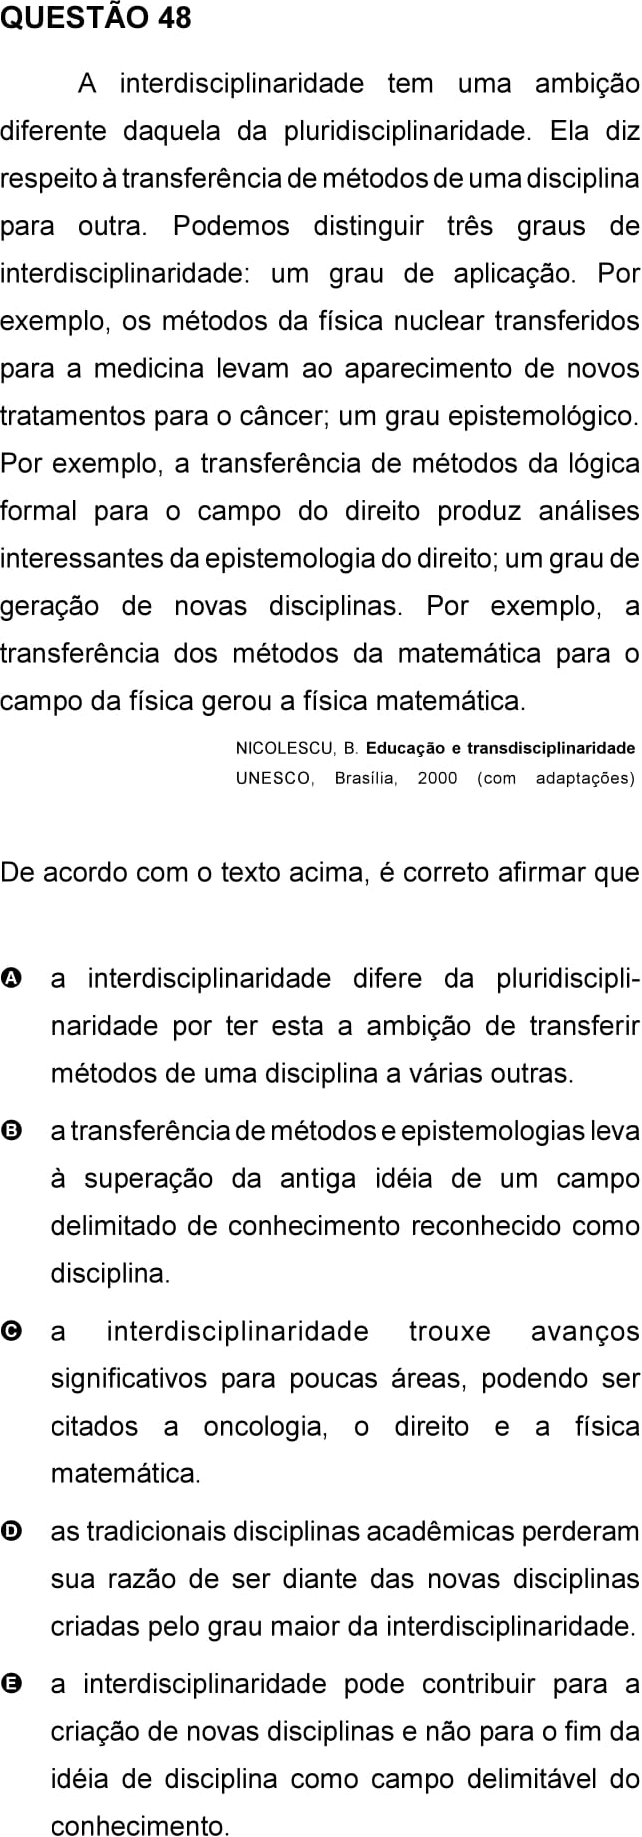 QUESTÃO 48
A interdisciplinaridade tem uma ambição
diferente daquela da pluridisciplinaridade. Ela diz
respeito à transferência de métodos de uma disciplina
para outra. Podemos distinguir três graus de
interdisciplinaridade: um grau de aplicação. Por
exemplo, os métodos da física nuclear transferidos
para a medicina levam ao aparecimento de novos
tratamentos para o câncer; um grau epistemológico.
Por exemplo, a transferência de métodos da lógica
formal para o campo do direito produz análises
interessantes da epistemologia do direito; um grau de
geração de novas disciplinas. Por exemplo, a
transferência dos métodos da matemática para o
campo da física gerou a física matemática.
NICOLESCU, B. Educação e transdisciplinaridade
UNESCO, Brasília, 2000 (com adaptações)
De acordo com o texto acima, é correto afirmar que
A a interdisciplinaridade difere da pluridiscipli-
naridade por ter esta a ambição de transferir
métodos de uma disciplina a várias outras.
B a transferência de métodos e epistemologias leva
à superação da antiga idéia de um campo
delimitado de conhecimento reconhecido como
disciplina.
C a interdisciplinaridade trouxe avanços
significativos para poucas áreas, podendo ser
citados a oncologia, o direito e a física
matemática.
D as tradicionais disciplinas acadêmicas perderam
sua razão de ser diante das novas disciplinas
criadas pelo grau maior da interdisciplinaridade.
E a interdisciplinaridade pode contribuir para a
criação de novas disciplinas e não para o fim da
idéia de disciplina como campo delimitável do
conhecimento.